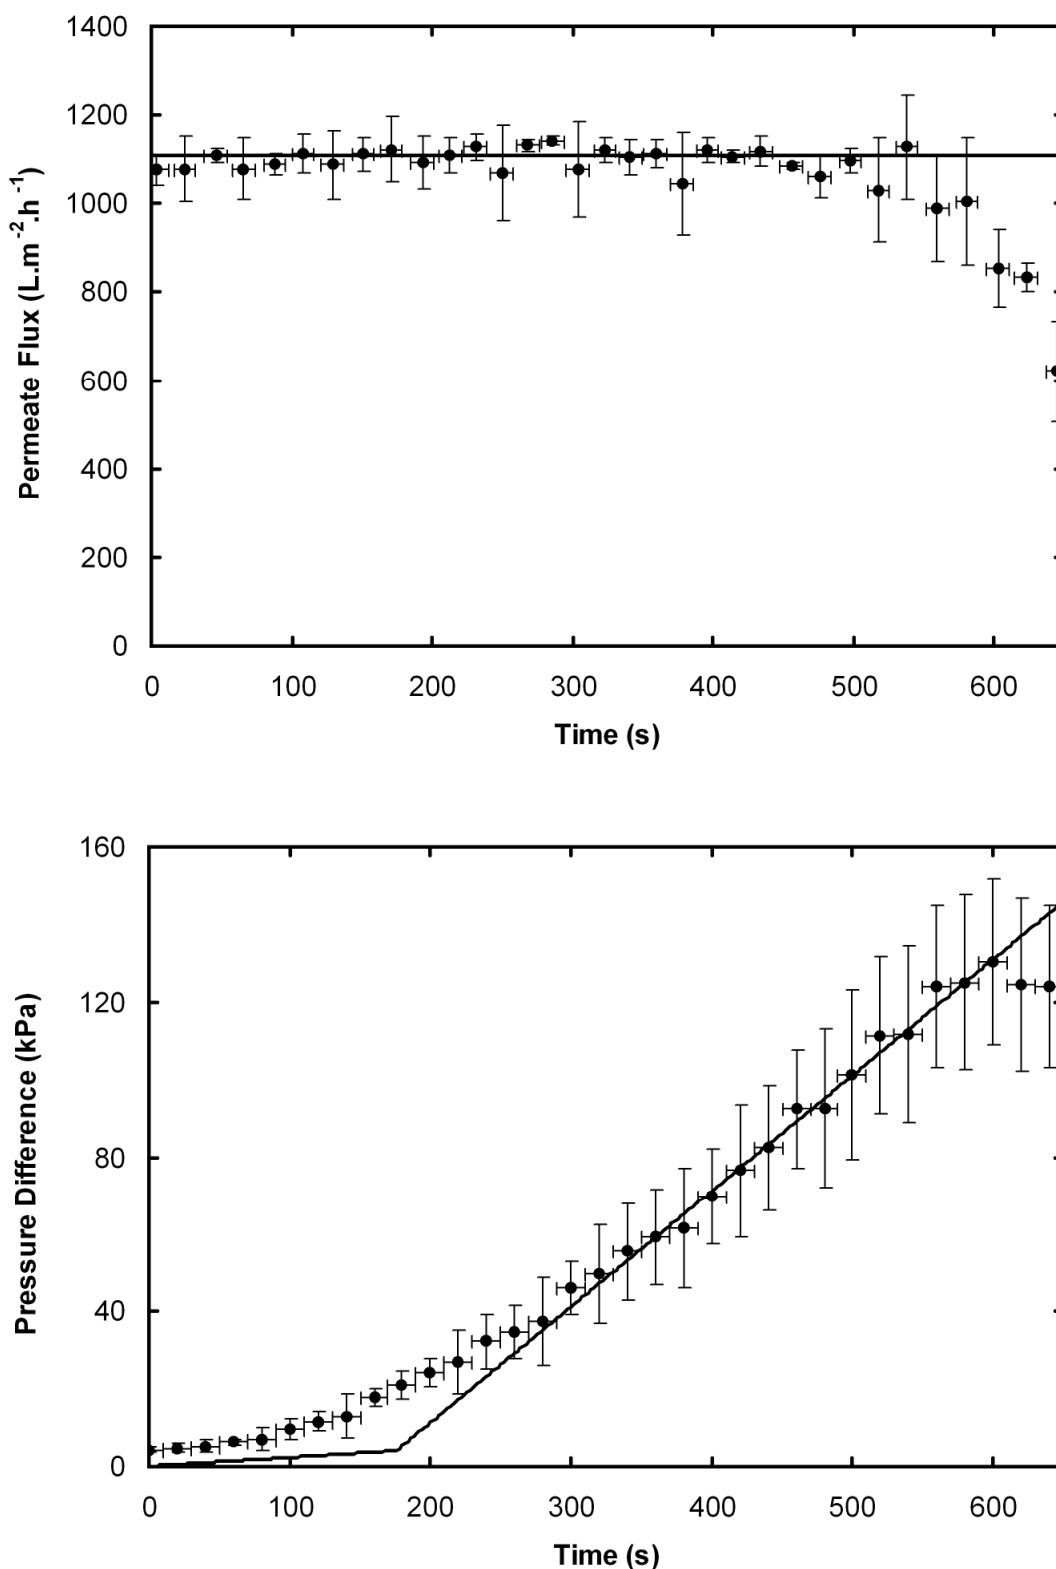 1400
1200
1000
800
600
400
200
0
Permeate Flux (L.m-2.h-1)
0 100 200 300 400 500 600
Time (s)
160
120
80
40
0
Pressure Difference (kPa)
0 100 200 300 400 500 600
Time (s)